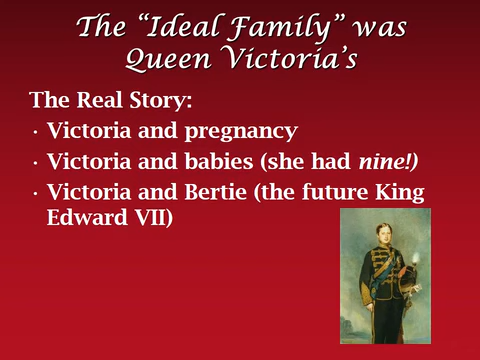 The “Ideal Family” was
Queen Victoria’s
The Real Story:
• Victoria and pregnancy
• Victoria and babies (she had nine!)
• Victoria and Bertie (the future King
Edward VII)